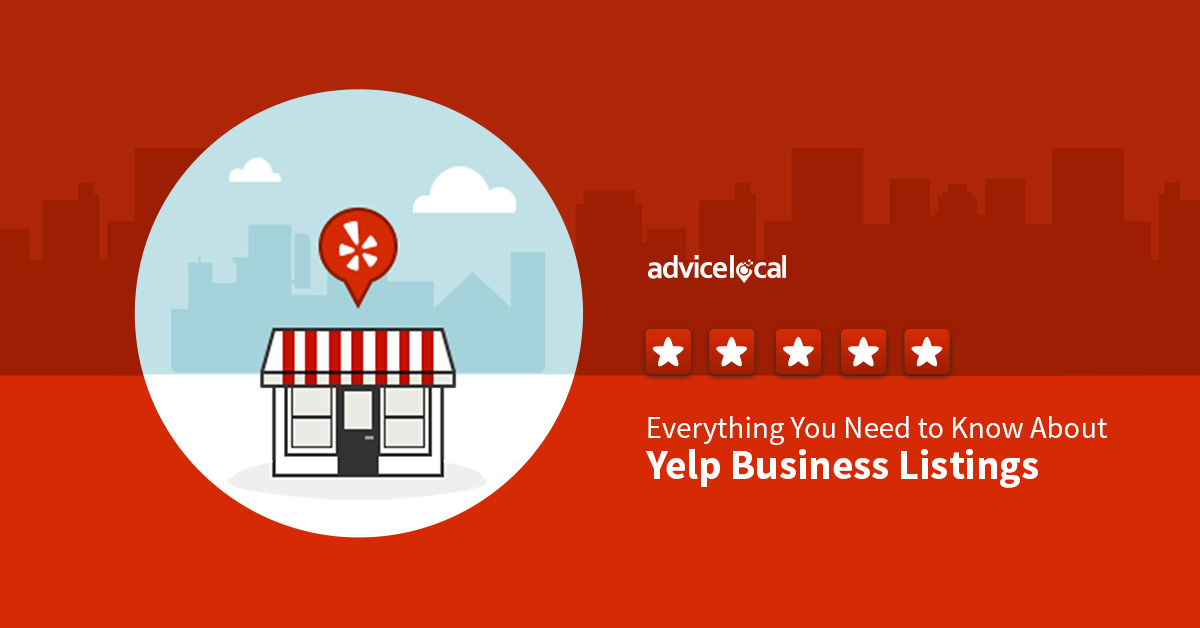 advicelocal
Everything You Need to Know About
Yelp Business Listings